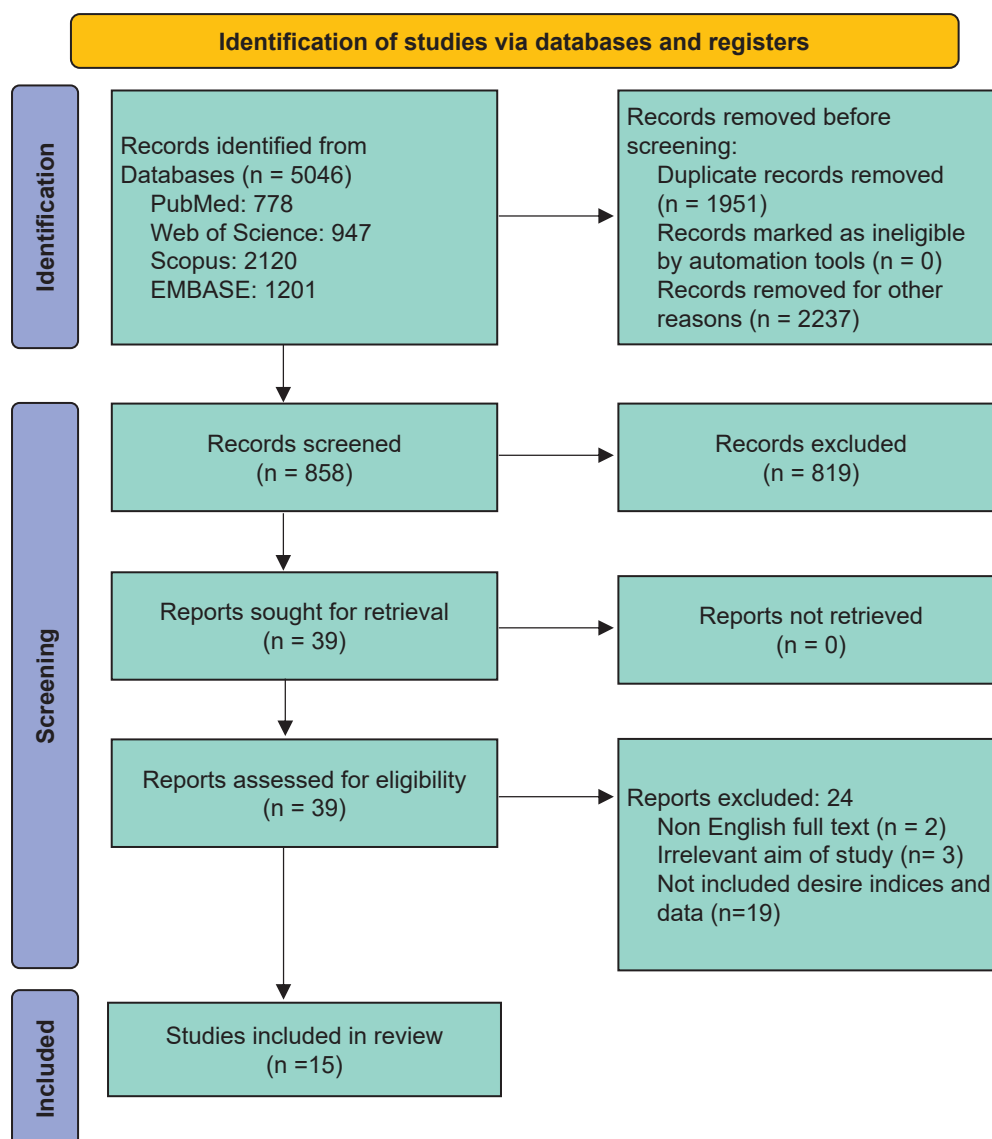 Identification of studies via databases and registers
Identification
Records identified from
Databases (n = 5046)
PubMed: 778
Web of Science: 947
Scopus: 2120
EMBASE: 1201
Records removed before
screening:
Duplicate records removed
(n = 1951)
Records marked as ineligible
by automation tools (n = 0)
Records removed for other
reasons (n = 2237)
Screening
Records screened
(n = 858)
Records excluded
(n = 819)
Reports sought for retrieval
(n = 39)
Reports not retrieved
(n = 0)
Reports assessed for eligibility
(n = 39)
Reports excluded: 24
Non English full text (n = 2)
Irrelevant aim of study (n= 3)
Not included desire indices and
data (n=19)
Included
Studies included in review
(n =15)